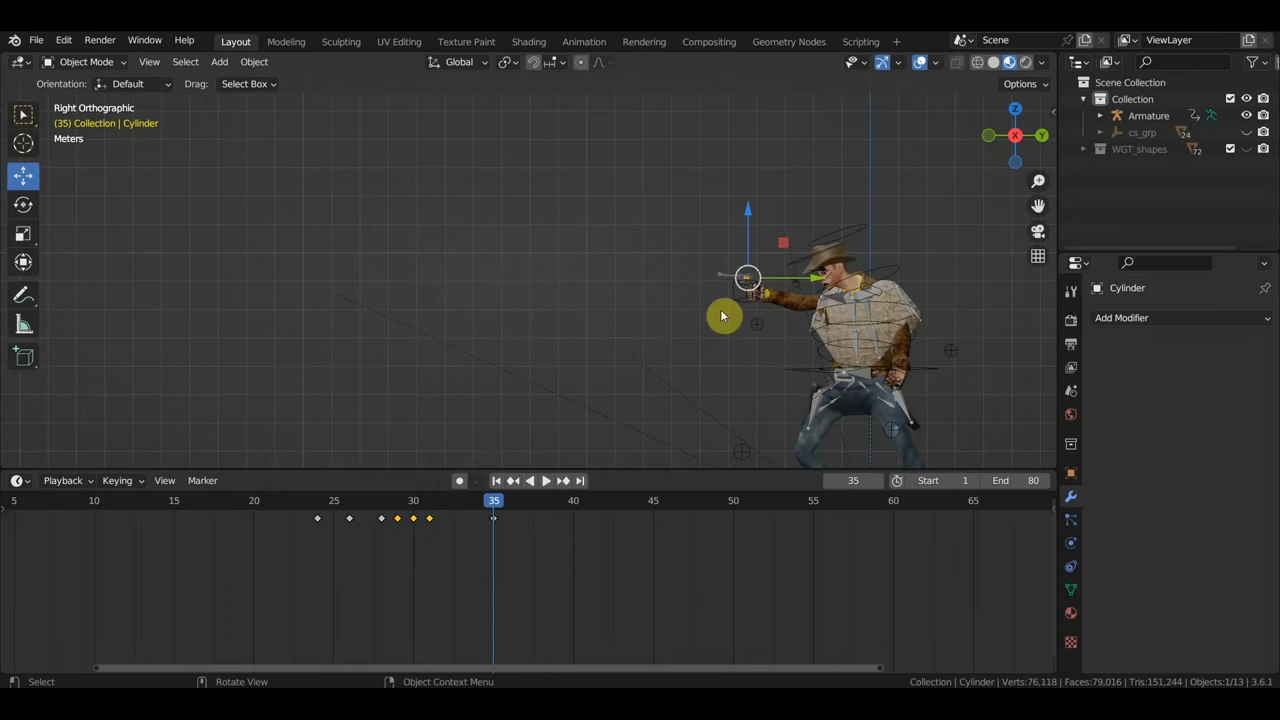 File Edit Render Window Help Layout Modeling Sculpting UV Editing Texture Paint Shading Animation Rendering Compositing Geometry Nodes Scripting + Scene ViewLayer
Object Mode View Select Add Object Global
Orientation: Default Drag: Select Box Options
Right Orthographic
(35) Collection | Cylinder
Meters
Z
X
Y
Scene Collection
Collection
Armature
cs_grp 24
WGT_shapes 72
Cylinder
Add Modifier
Playback Keying View Marker 35 Start 1 End 80
5 10 15 20 25 30 35 40 45 50 55 60 65
Select Rotate View Object Context Menu Collection | Cylinder | Verts:76,118 | Faces:79,016 | Tris:151,244 | Objects:1/13 | 3.6.1